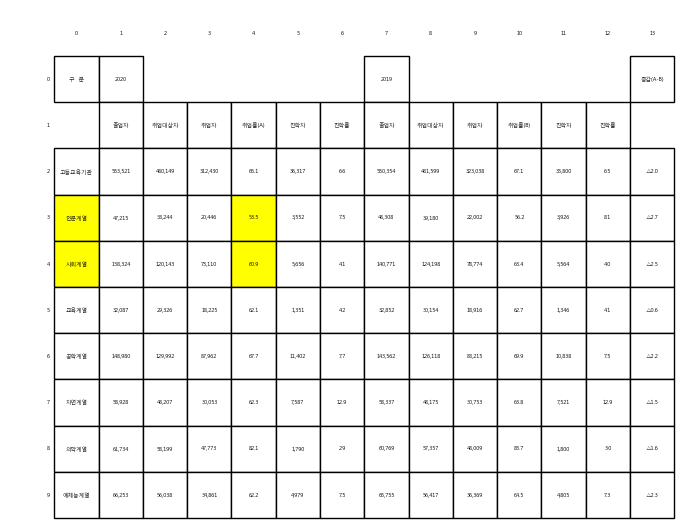 0 1 2 3 4 5 6 7 8 9 10 11 12 13
0 구 분 2020 2019 증감(A-B)
1 졸업자 취업대상자 취업자 취업률(A) 진학자 진학률 졸업자 취업대상자 취업자 취업률(B) 진학자 진학률
2 고등교육기관 553,521 480,149 312,430 65.1 36,317 6.6 550,354 481,599 323,038 67.1 35,800 6.5 △2.0
3 인문계열 47,215 38,244 20,446 53.5 3,552 7.5 48,308 39,180 22,002 56.2 3,926 8.1 △2.7
4 사회계열 138,324 120,143 73,110 60.9 5,656 4.1 140,771 124,198 78,774 63.4 5,564 4.0 △2.5
5 교육계열 32,087 29,326 18,225 62.1 1,351 4.2 32,852 30,154 18,916 62.7 1,346 4.1 △0.6
6 공학계열 148,980 129,992 87,962 67.7 11,402 7.7 143,562 126,118 88,215 69.9 10,838 7.5 △2.2
7 자연계열 58,928 48,207 30,053 62.3 7,587 12.9 58,337 48,175 30,753 63.8 7,521 12.9 △1.5
8 의약계열 61,734 58,199 47,773 82.1 1,790 2.9 60,769 57,357 48,009 83.7 1,800 3.0 △1.6
9 예체능계열 66,253 56,038 34,861 62.2 4,979 7.5 65,755 56,417 36,369 64.5 4,805 7.3 △2.3